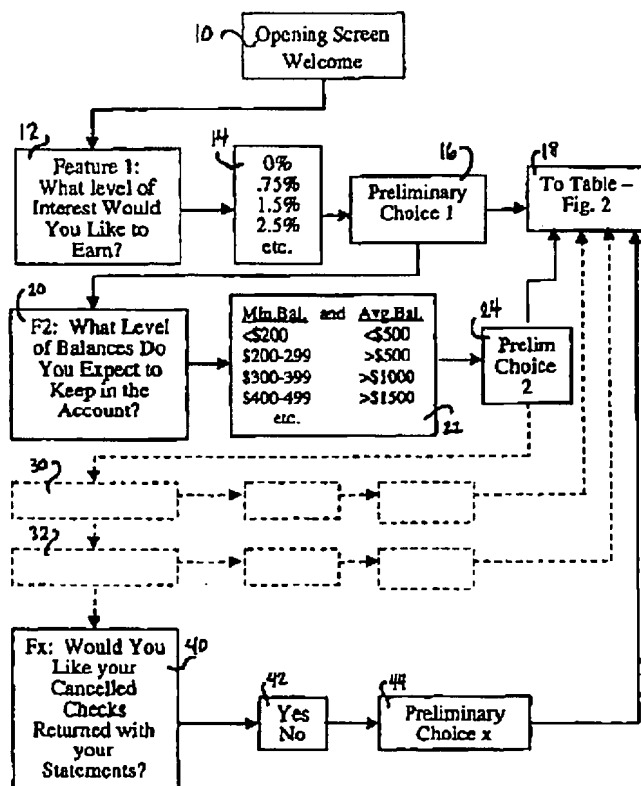 10
Opening Screen
Welcome
12
Feature 1:
What level of
Interest Would
You Like to
Earn?
14
0%
.75%
1.5%
2.5%
etc.
16
Preliminary
Choice 1
18
To Table –
Fig. 2
20
F2: What Level
of Balances Do
You Expect to
Keep in the
Account?
Min.Bal. and Avg.Bal.
<$200 <$500
$200-299 >$500
$300-399 >$1000
$400-499 >$1500
etc.
22
24
Prelim
Choice
2
30
32
Fx: Would You
Like your
Cancelled
Checks
Returned with
your
Statements?
40
42
Yes
No
44
Preliminary
Choice x